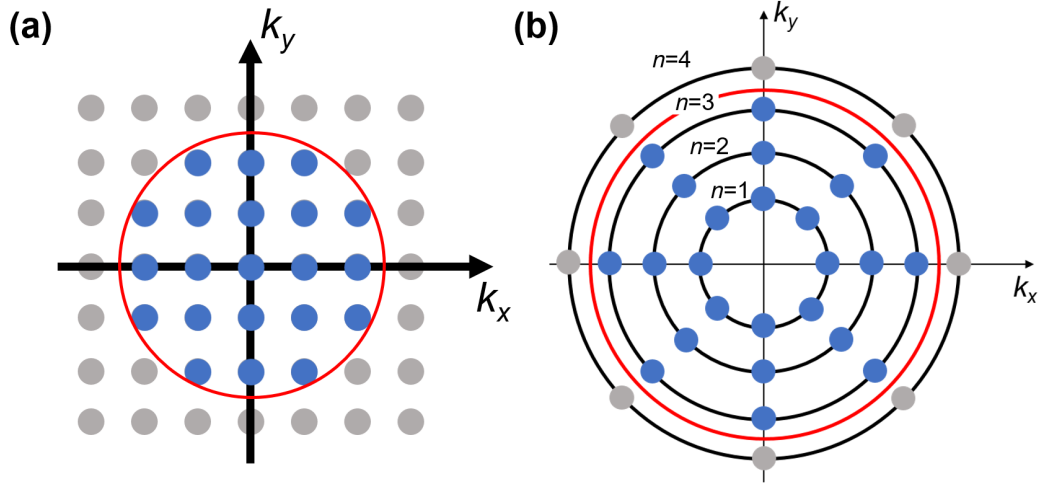 (a)
k_y
k_x
(b)
k_y
n=4
n=3
n=2
n=1
k_x